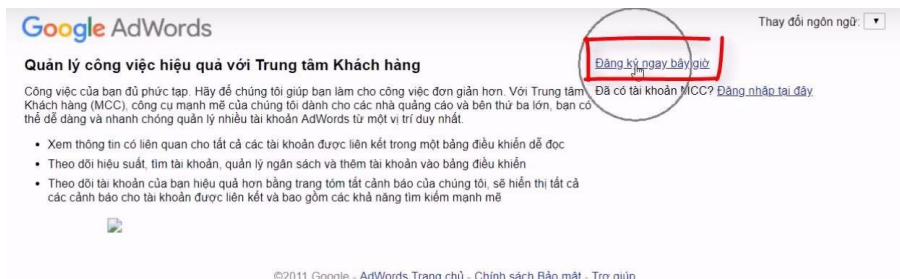 Google AdWords
Thay đổi ngôn ngữ:
Quản lý công việc hiệu quả với Trung tâm Khách hàng
Đăng ký ngay bây giờ
Công việc của bạn đủ phức tạp. Hãy để chúng tôi giúp bạn làm cho công việc đơn giản hơn. Với Trung tâm
Khách hàng (MCC), công cụ mạnh mẽ của chúng tôi dành cho các nhà quảng cáo và bên thứ ba lớn, bạn có
thể dễ dàng và nhanh chóng quản lý nhiều tài khoản AdWords từ một vị trí duy nhất.
Đã có tài khoản MCC? Đăng nhập tại đây
• Xem thông tin có liên quan cho tất cả các tài khoản được liên kết trong một bảng điều khiển dễ đọc
• Theo dõi hiệu suất, tìm tài khoản, quản lý ngân sách và thêm tài khoản vào bảng điều khiển
• Theo dõi tài khoản của bạn hiệu quả hơn bằng trang tóm tắt cảnh báo của chúng tôi, sẽ hiển thị tất cả
các cảnh báo cho tài khoản được liên kết và bao gồm các khả năng tìm kiếm mạnh mẽ
©2011 Google - AdWords Trang chủ - Chính sách Bảo mật - Trợ giúp